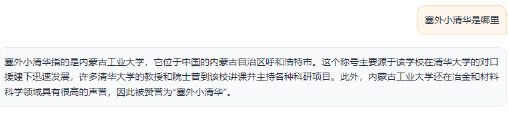 塞外小清华是哪里
塞外小清华指的是内蒙古工业大学，它位于中国的内蒙古自治区呼和浩特市。这个称号主要源于该学校在清华大学的对口
援建下迅速发展，许多清华大学的教授和院士曾到该校讲课并主持各种科研项目。此外，内蒙古工业大学还在冶金和材料
科学领域具有很高的声誉，因此被赞誉为“塞外小清华”。